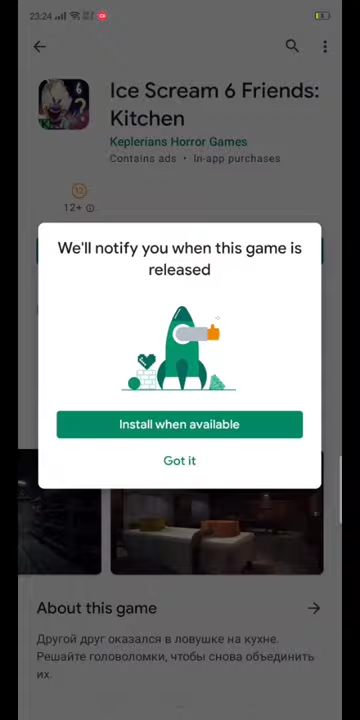 23:24
Ice Scream 6 Friends:
Kitchen
Keplerians Horror Games
Contains ads • In-app purchases
12+
We'll notify you when this game is
released
Install when available
Got it
About this game
Другой друг оказался в ловушке на кухне.
Решайте головоломки, чтобы снова объединить
их.